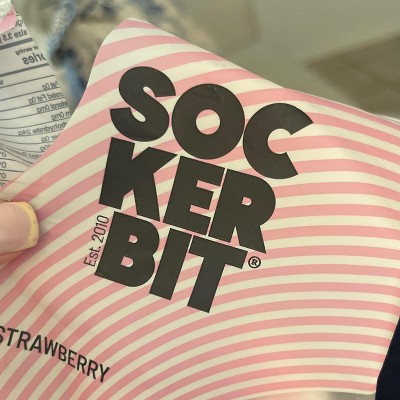 SOC
KER
BIT®
Est. 2010
STRAWBERRY